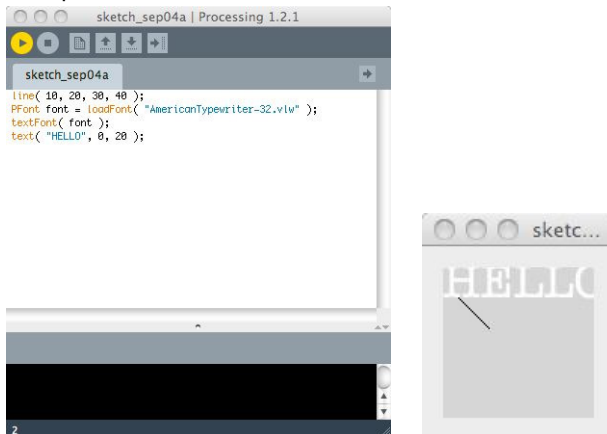 sketch_sep04a | Processing 1.2.1
sketch_sep04a
line( 10, 20, 30, 40 );
PFont font = loadFont( "AmericanTypewriter-32.vlw" );
textFont( font );
text( "HELLO", 0, 20 );
2
sketc...
HELLO